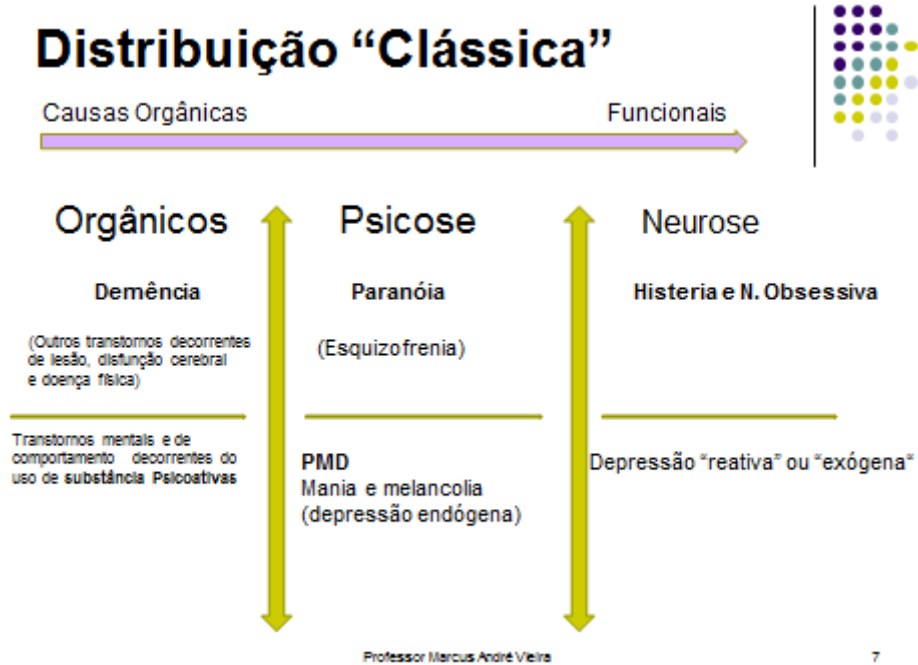 Distribuição “Clássica”
Causas Orgânicas
Funcionais
Orgânicos
Psicose
Neurose
Demência
Paranóia
Histeria e N. Obsessiva
(Outros transtornos decorrentes
de lesão, disfunção cerebral
e doença física)
(Esquizofrenia)
Transtornos mentais e de
comportamento decorrentes do
uso de substância Psicoativas
PMD
Mania e melancolia
(depressão endógena)
Depressão “reativa” ou “exógena“
Professor Marcus André Vieira
7